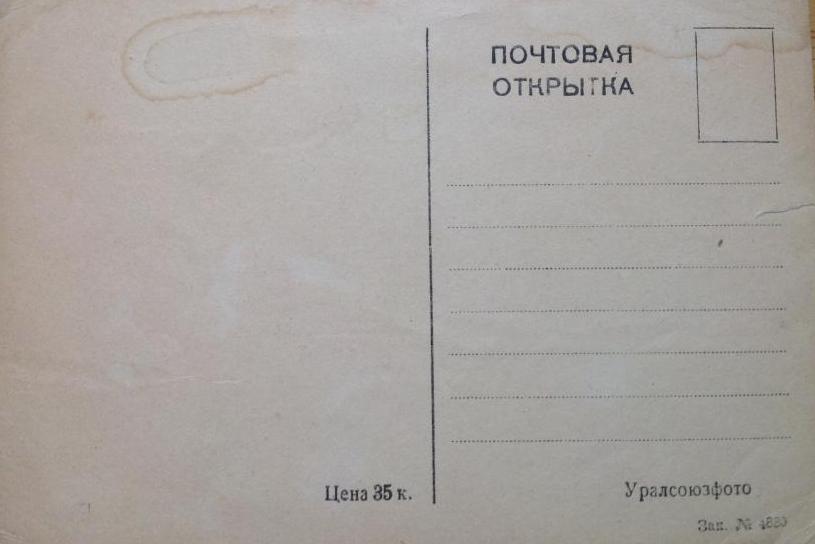 ПОЧТОВАЯ
ОТКРЫТКА
Цена 35 к.
Уралсоюзфото
Зак. №